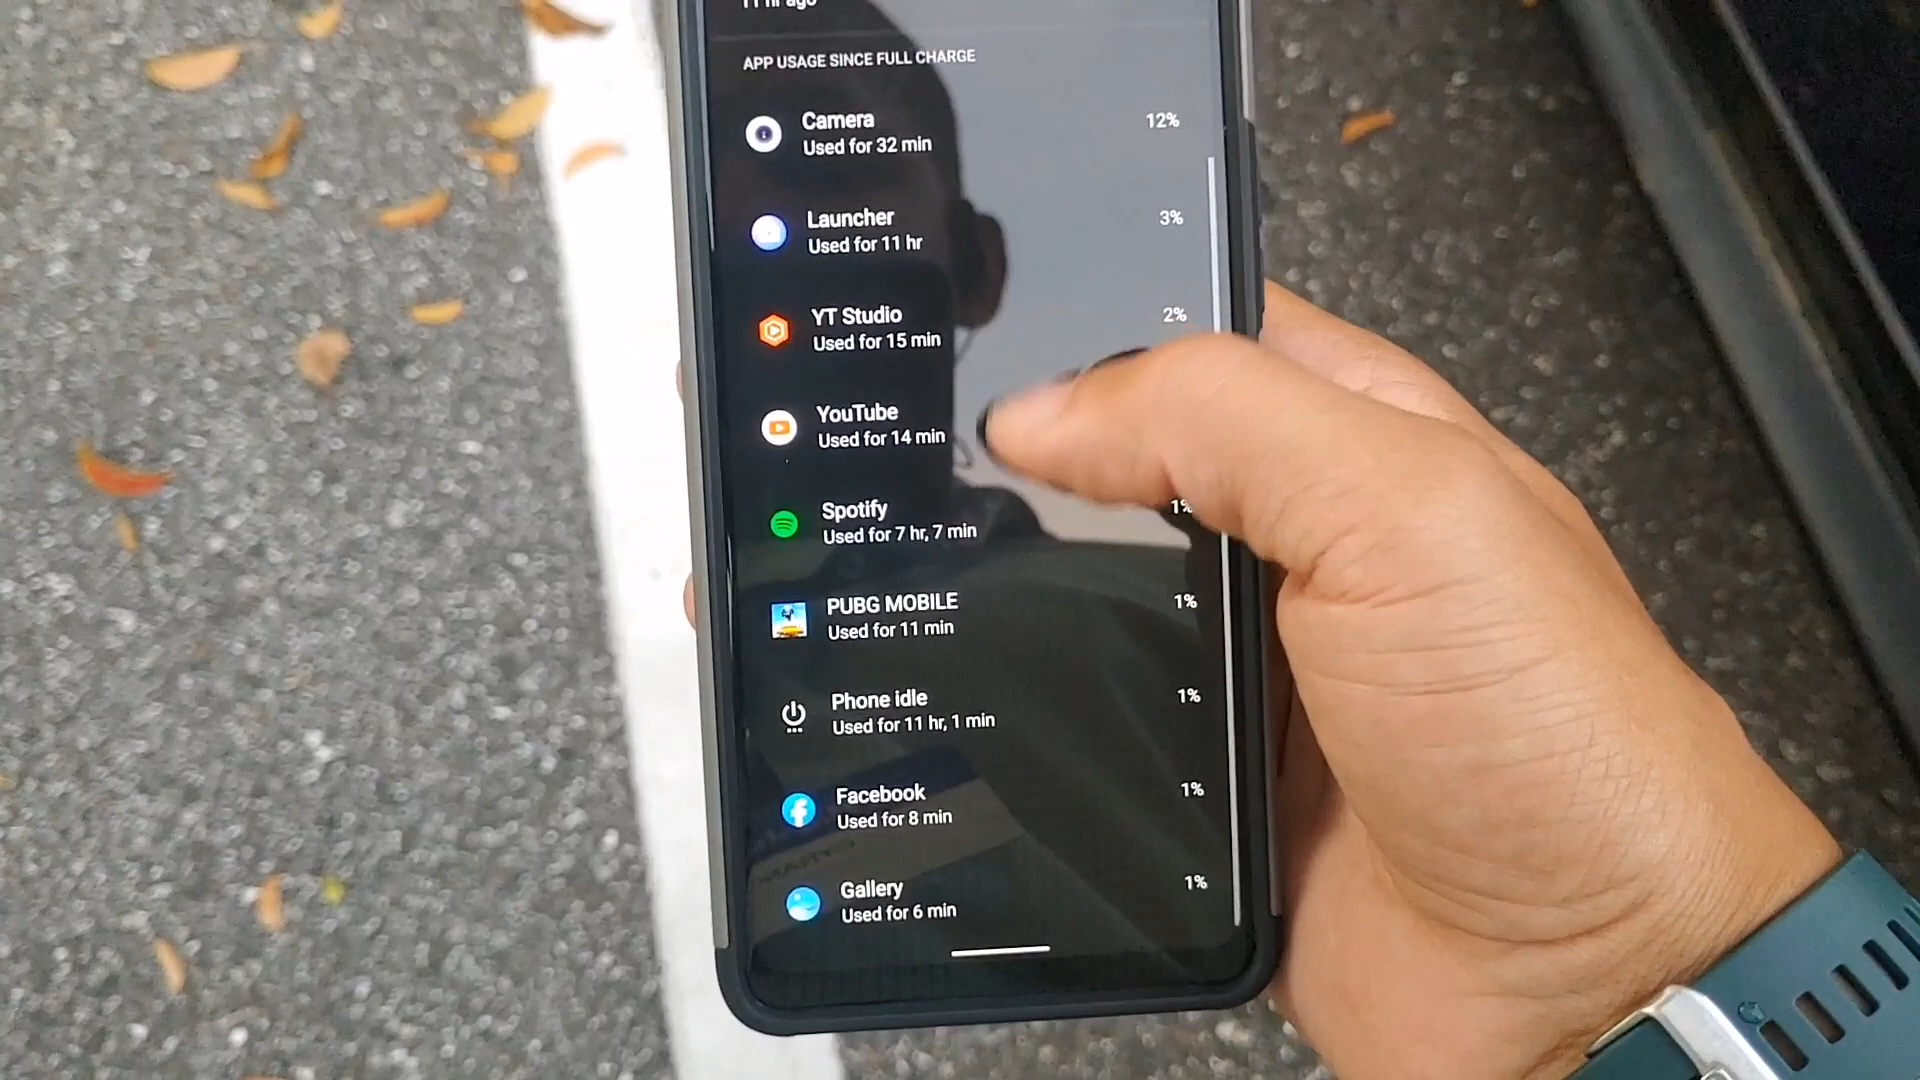 11 hr ago
APP USAGE SINCE FULL CHARGE
Camera 12%
Used for 32 min
Launcher 3%
Used for 11 hr
YT Studio 2%
Used for 15 min
YouTube
Used for 14 min
Spotify 1%
Used for 7 hr, 7 min
PUBG MOBILE 1%
Used for 11 min
Phone idle 1%
Used for 11 hr, 1 min
Facebook 1%
Used for 8 min
Gallery 1%
Used for 6 min